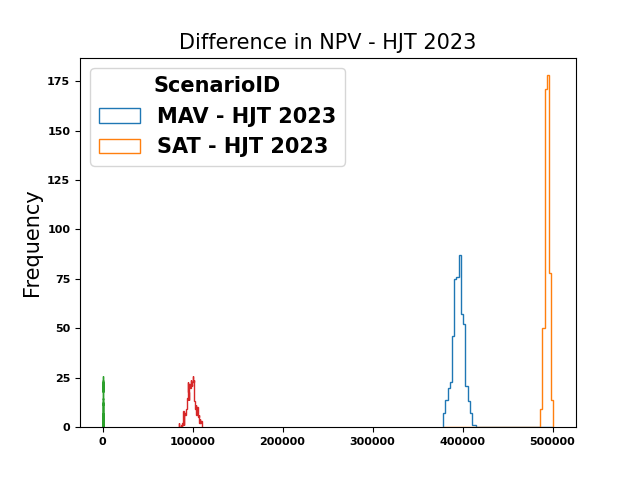 Difference in NPV - HJT 2023
ScenarioID
MAV - HJT 2023
SAT - HJT 2023
Frequency
175
150
125
100
75
50
25
0
0 100000 200000 300000 400000 500000